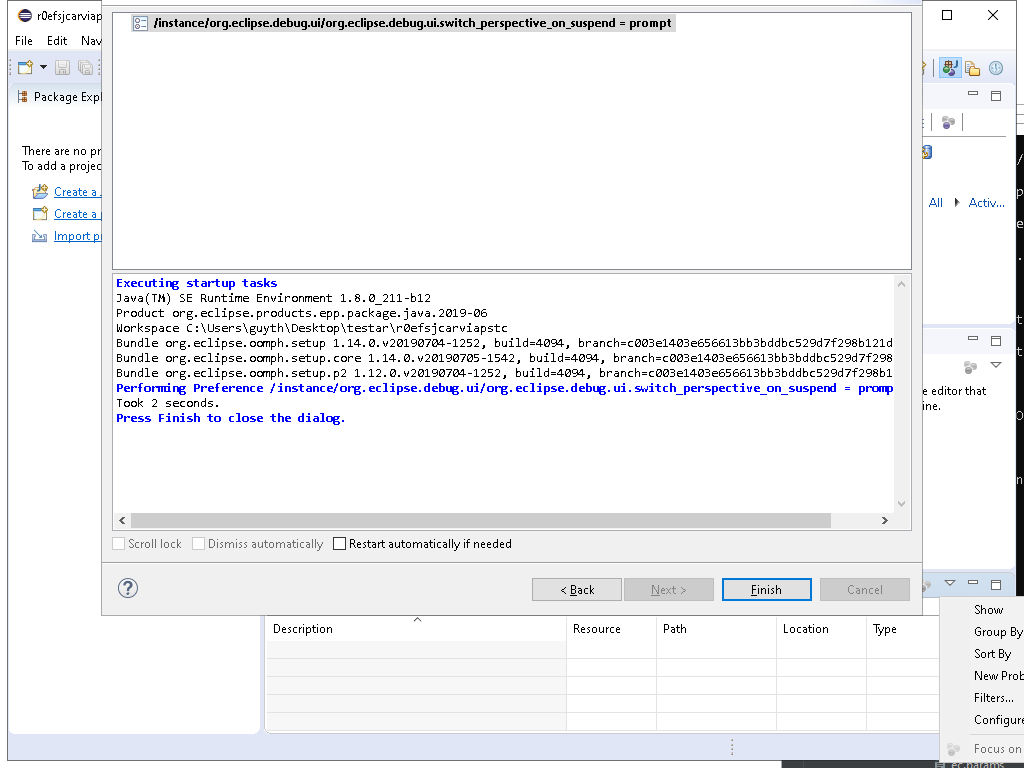 r0efsjcarviap
File Edit Nav
Package Expl
There are no pr
To add a project
Create a
Create a
Import pr
/instance/org.eclipse.debug.ui/org.eclipse.debug.ui.switch_perspective_on_suspend = prompt
Executing startup tasks
Java(TM) SE Runtime Environment 1.8.0_211-b12
Product org.eclipse.products.epp.package.java.2019-06
Workspace C:\Users\guyth\Desktop\testar\r0efsjcarviapstc
Bundle org.eclipse.oomph.setup 1.14.0.v20190704-1252, build=4094, branch=c003e1403e656613bb3bddbc529d7f298b121d
Bundle org.eclipse.oomph.setup.core 1.14.0.v20190705-1542, build=4094, branch=c003e1403e656613bb3bddbc529d7f298
Bundle org.eclipse.oomph.setup.p2 1.12.0.v20190704-1252, build=4094, branch=c003e1403e656613bb3bddbc529d7f298b1
Performing Preference /instance/org.eclipse.debug.ui/org.eclipse.debug.ui.switch_perspective_on_suspend = promp
Took 2 seconds.
Press Finish to close the dialog.
Scroll lock Dismiss automatically Restart automatically if needed
< Back Next > Finish Cancel
All Activ...
e editor that
ine.
Description Resource Path Location Type
Show
Group By
Sort By
New Prob
Filters...
Configure
Focus on
ec.params